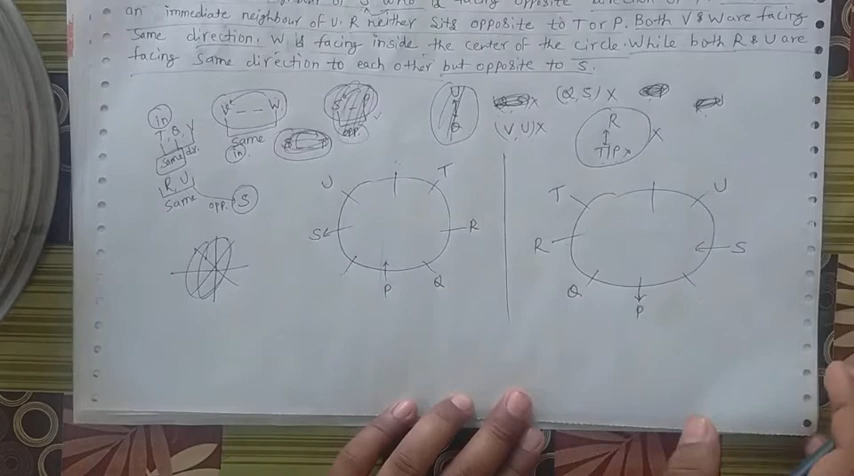 an immediate neighbour of U. R neither Sits opposite to T or P. Both V & W are facing
Same direction. W is facing inside the center of the circle. While both R & U are
facing same direction to each other but opposite to S.
in
T, Q, V
same dir.
R, U
same opp. S
V - - W
same
in
S - P
opp.
U
Q
x
(Q, S) x
(V, U) x
R
T/P x
x
U
T
S
R
P
Q
T
U
R
S
Q
P